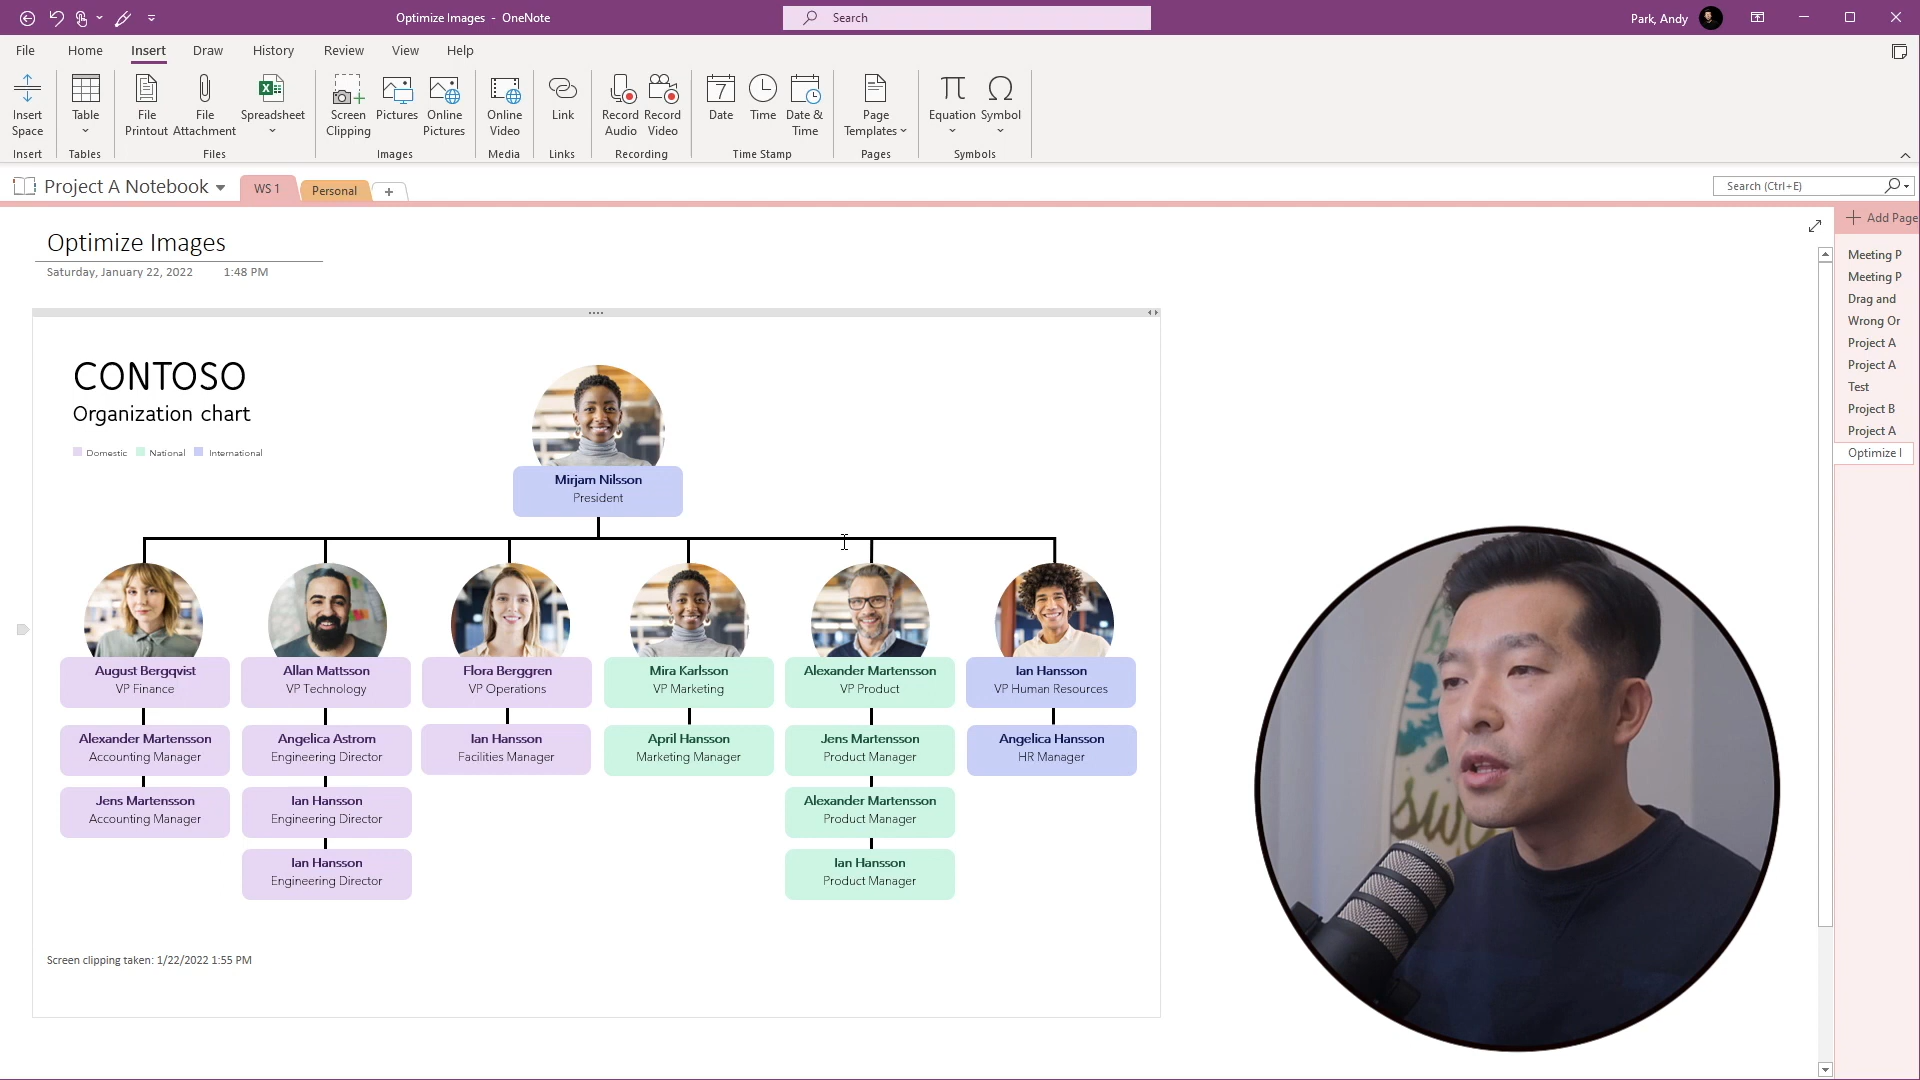 Optimize Images - OneNote
Search
Park, Andy
File Home Insert Draw History Review View Help
Insert Space
Table
File Printout
File Attachment
Spreadsheet
Screen Clipping
Pictures
Online Pictures
Online Video
Link
Record Audio
Record Video
7
Date
Time
Date & Time
Page Templates
π
Equation
Ω
Symbol
Insert Tables Files Images Media Links Recording Time Stamp Pages Symbols
Project A Notebook
WS 1
Personal
+
Search (Ctrl+E)
Add Page
Meeting P
Meeting P
Drag and
Wrong Or
Project A
Project A
Test
Project B
Project A
Optimize I
Optimize Images
Saturday, January 22, 2022 1:48 PM
CONTOSO
Organization chart
Domestic National International
Mirjam Nilsson
President
August Bergqvist
VP Finance
Allan Mattsson
VP Technology
Flora Berggren
VP Operations
Mira Karlsson
VP Marketing
Alexander Martensson
VP Product
Ian Hansson
VP Human Resources
Alexander Martensson
Accounting Manager
Angelica Astrom
Engineering Director
Ian Hansson
Facilities Manager
April Hansson
Marketing Manager
Jens Martensson
Product Manager
Angelica Hansson
HR Manager
Jens Martensson
Accounting Manager
Ian Hansson
Engineering Director
Alexander Martensson
Product Manager
Ian Hansson
Engineering Director
Ian Hansson
Product Manager
Screen clipping taken: 1/22/2022 1:55 PM